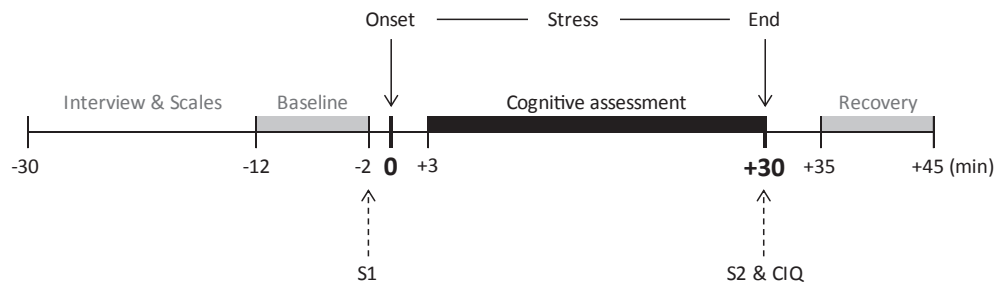 Onset Stress End
Interview & Scales Baseline Cognitive assessment Recovery
-30 -12 -2 0 +3 +30 +35 +45 (min)
S1 S2 & CIQ